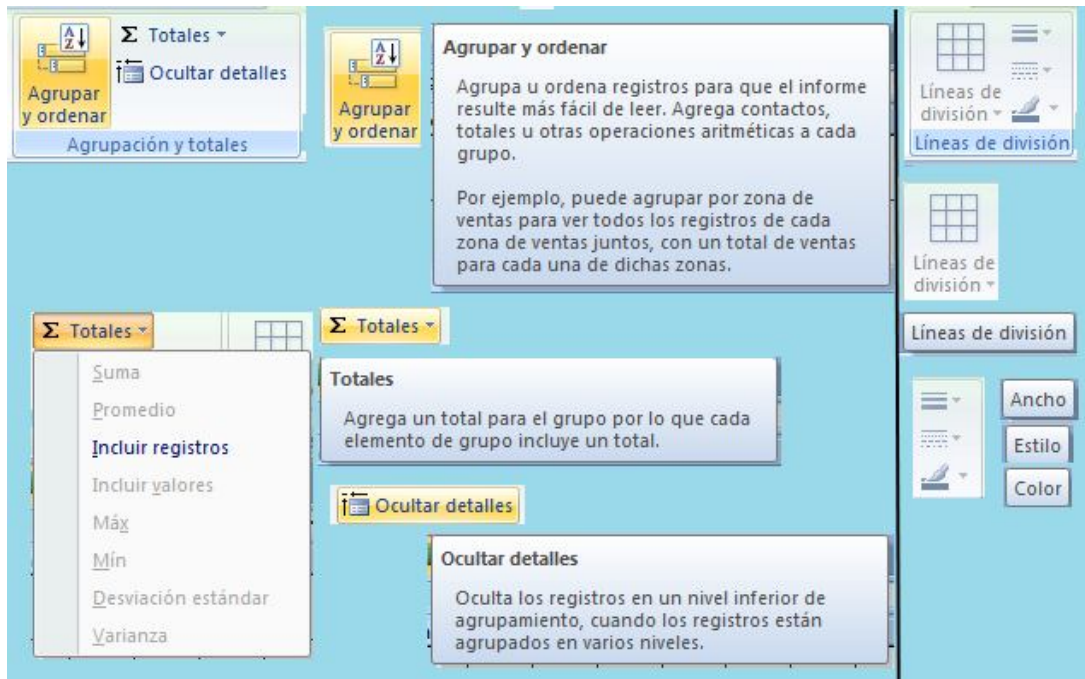 Σ Totales
Ocultar detalles
Agrupar
y ordenar
Agrupación y totales
Agrupar
y ordenar
Agrupar y ordenar
Agrupa u ordena registros para que el informe
resulte más fácil de leer. Agrega contactos,
totales u otras operaciones aritméticas a cada
grupo.
Por ejemplo, puede agrupar por zona de
ventas para ver todos los registros de cada
zona de ventas juntos, con un total de ventas
para cada una de dichas zonas.
Σ Totales
Suma
Promedio
Incluir registros
Incluir valores
Máx
Mín
Desviación estándar
Varianza
Σ Totales
Totales
Agrega un total para el grupo por lo que cada
elemento de grupo incluye un total.
Ocultar detalles
Ocultar detalles
Oculta los registros en un nivel inferior de
agrupamiento, cuando los registros están
agrupados en varios niveles.
Líneas de
división
Líneas de división
Líneas de
división
Líneas de división
Ancho
Estilo
Color